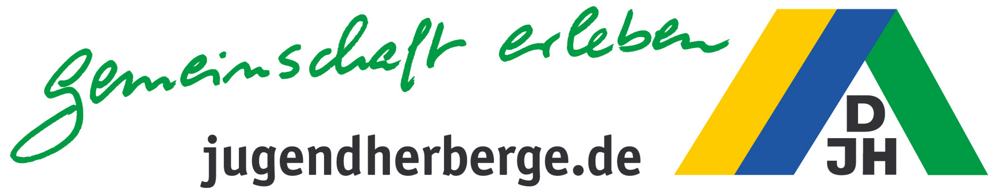 gemeinschaft erleben
jugendherberge.de
D
JH